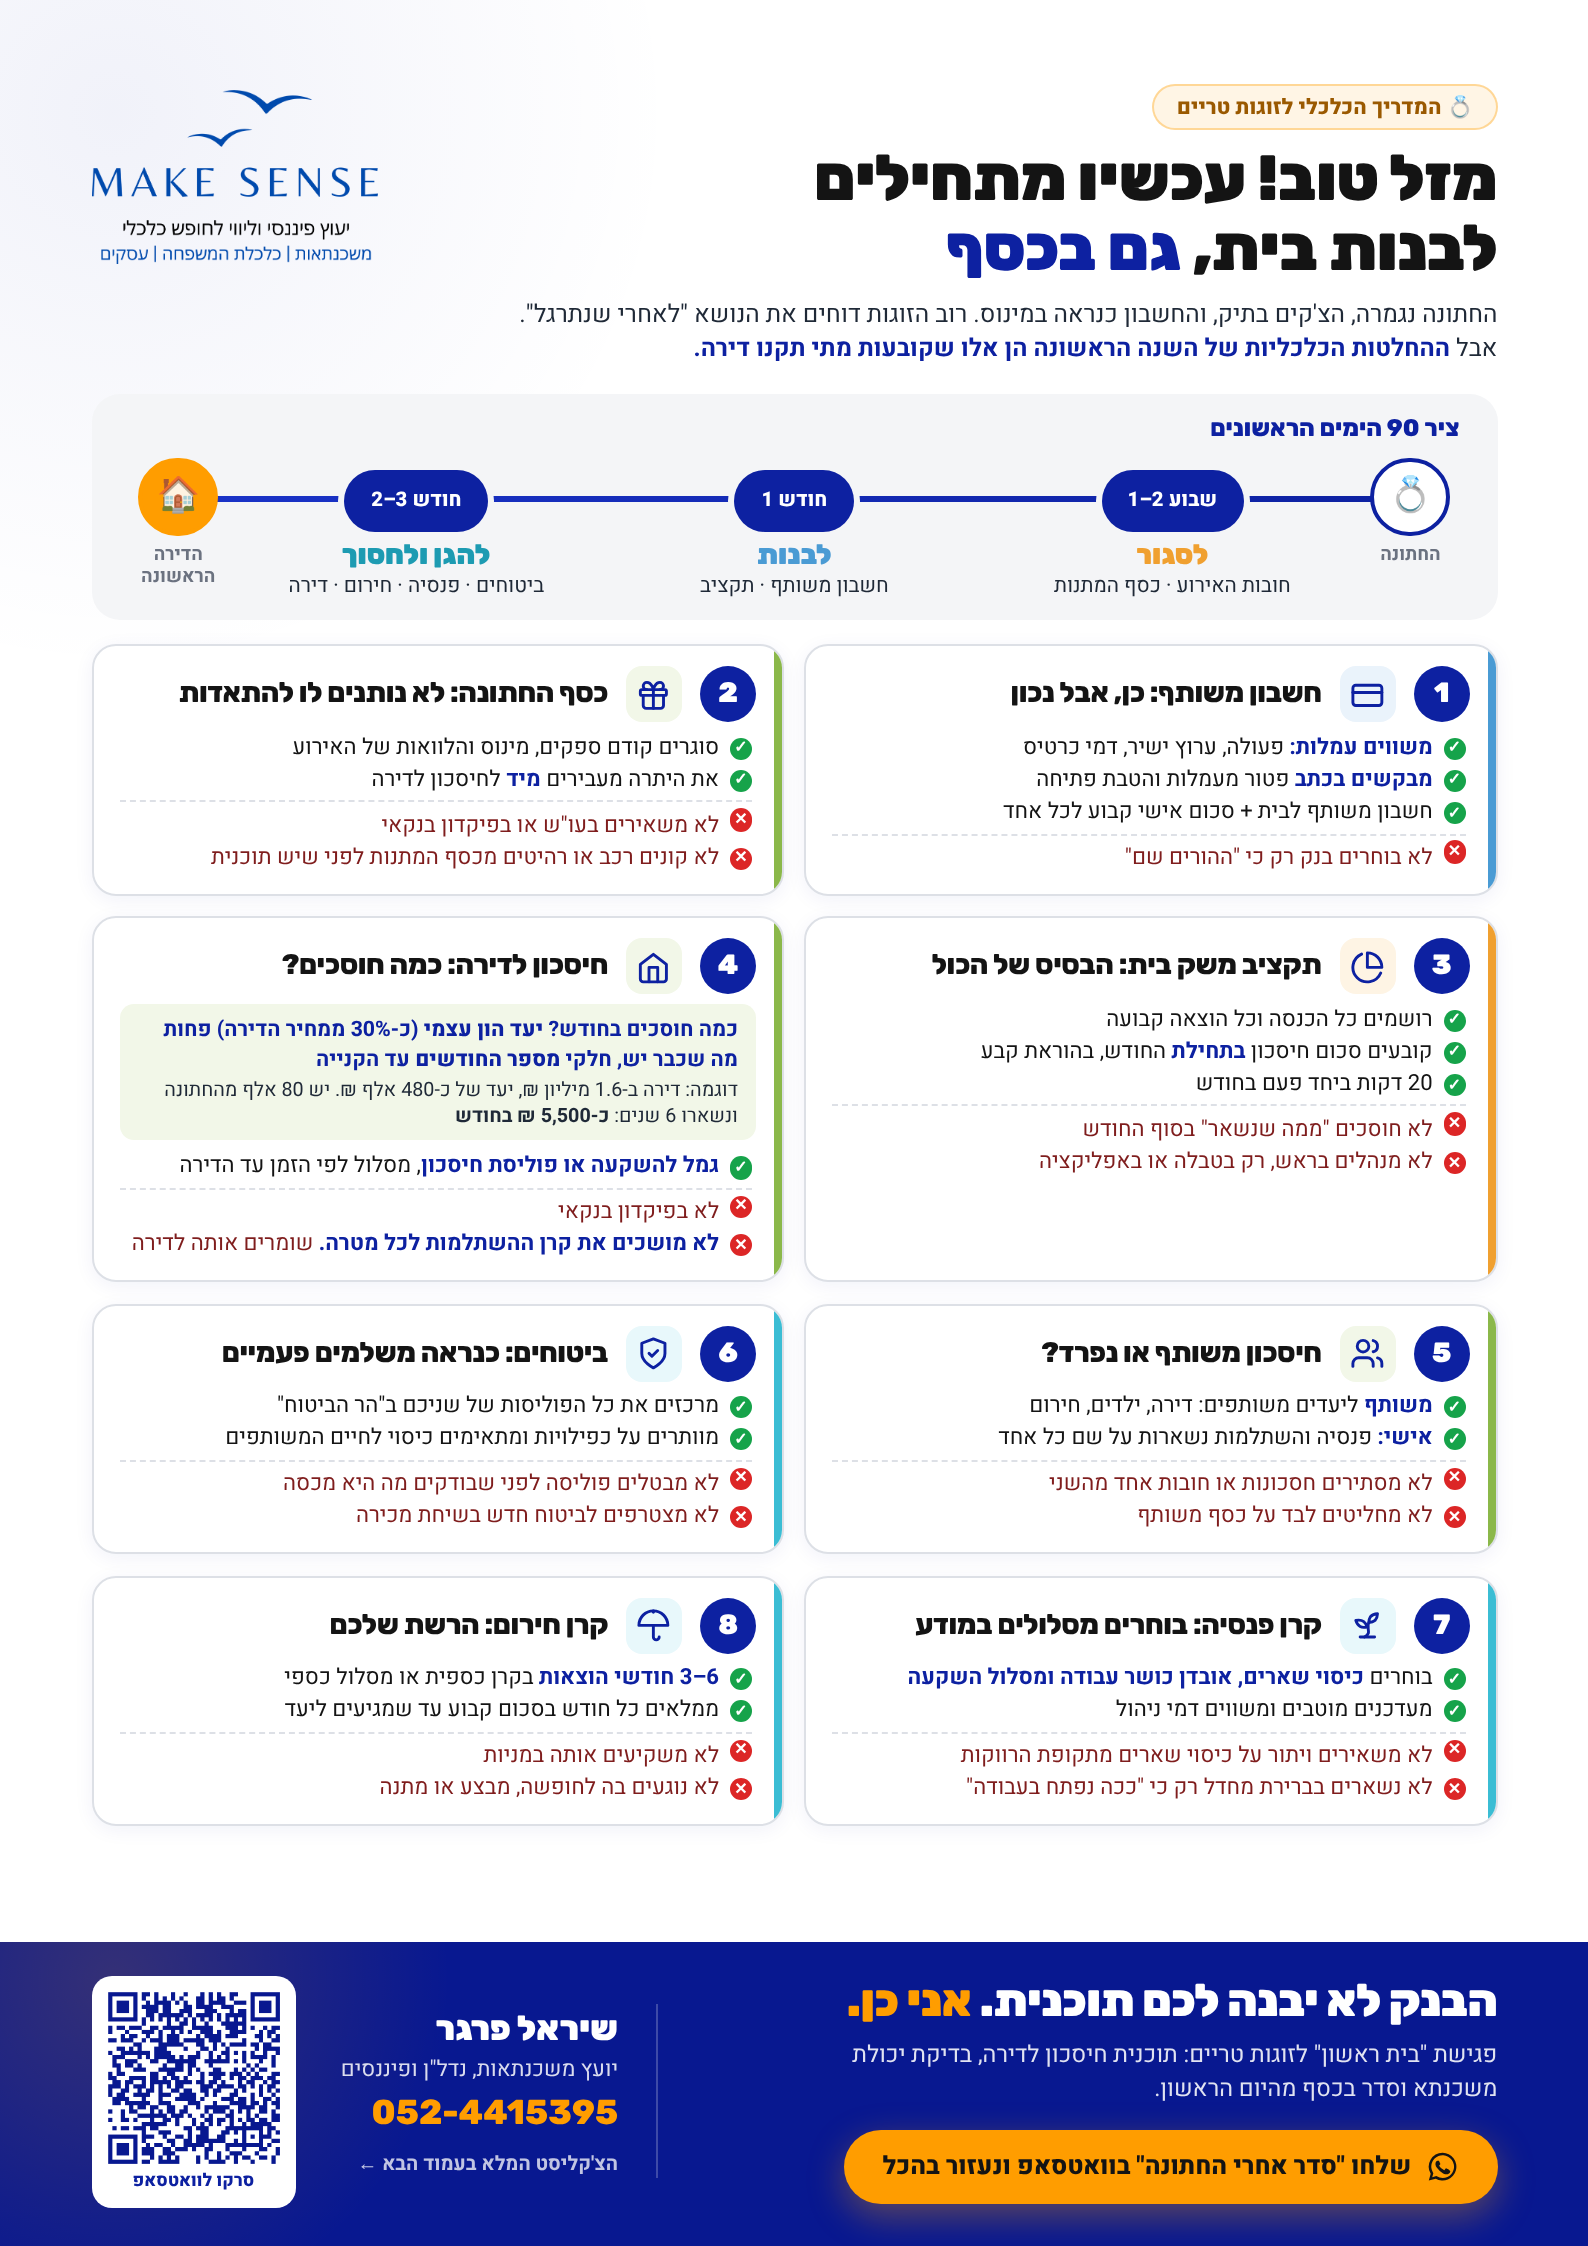 💍 המדריך הכלכלי לזוגות טריים
MAKE SENSE
יעוץ פיננסי וליווי לחופש כלכלי
משכנתאות | כלכלת המשפחה | עסקים
מזל טוב! עכשיו מתחילים
לבנות בית, גם בכסף
החתונה נגמרה, הצ'קים בתיק, והחשבון כנראה במינוס. רוב הזוגות דוחים את הנושא "לאחרי שנתרגל".
אבל ההחלטות הכלכליות של השנה הראשונה הן אלו שקובעות מתי תקנו דירה.
ציר 90 הימים הראשונים
החתונה
שבוע 1–2
לסגור
חובות האירוע · כסף המתנות
חודש 1
לבנות
חשבון משותף · תקציב
חודש 2–3
להגן ולחסוך
ביטוחים · פנסיה · חירום · דירה
הדירה
הראשונה
1
חשבון משותף: כן, אבל נכון
משווים עמלות: פעולה, ערוץ ישיר, דמי כרטיס
מבקשים בכתב פטור מעמלות והטבת פתיחה
חשבון משותף לבית + סכום אישי קבוע לכל אחד
לא בוחרים בנק רק כי "ההורים שם"
2
כסף החתונה: לא נותנים לו להתאדות
סוגרים קודם ספקים, מינוס והלוואות של האירוע
את היתרה מעבירים מיד לחיסכון לדירה
לא משאירים בעו"ש או בפיקדון בנקאי
לא קונים רכב או רהיטים מכסף המתנות לפני שיש תוכנית
3
תקציב משק בית: הבסיס של הכול
רושמים כל הכנסה וכל הוצאה קבועה
קובעים סכום חיסכון בתחילת החודש, בהוראת קבע
20 דקות ביחד פעם בחודש
לא חוסכים "ממה שנשאר" בסוף החודש
לא מנהלים בראש, רק בטבלה או באפליקציה
4
חיסכון לדירה: כמה חוסכים?
כמה חוסכים בחודש? יעד הון עצמי (כ-30% ממחיר הדירה) פחות
מה שכבר יש, חלקי מספר החודשים עד הקנייה
דוגמה: דירה ב-1.6 מיליון ₪, יעד של כ-480 אלף ₪. יש 80 אלף מהחתונה
ונשארו 6 שנים: כ-5,500 ₪ בחודש
גמל להשקעה או פוליסת חיסכון, מסלול לפי הזמן עד הדירה
לא בפיקדון בנקאי
לא מושכים את קרן ההשתלמות לכל מטרה. שומרים אותה לדירה
5
חיסכון משותף או נפרד?
משותף ליעדים משותפים: דירה, ילדים, חירום
אישי: פנסיה והשתלמות נשארות על שם כל אחד
לא מסתירים חסכונות או חובות אחד מהשני
לא מחליטים לבד על כסף משותף
6
ביטוחים: כנראה משלמים פעמיים
מרכזים את כל הפוליסות של שניכם ב"הר הביטוח"
מוותרים על כפילויות ומתאימים כיסוי לחיים המשותפים
לא מבטלים פוליסה לפני שבודקים מה היא מכסה
לא מצטרפים לביטוח חדש בשיחת מכירה
7
קרן פנסיה: בוחרים מסלולים במודע
בוחרים כיסוי שארים, אובדן כושר עבודה ומסלול השקעה
מעדכנים מוטבים ומשווים דמי ניהול
לא משאירים ויתור על כיסוי שארים מתקופת הרווקות
לא נשארים בברירת מחדל רק כי "ככה נפתח בעבודה"
8
קרן חירום: הרשת שלכם
3–6 חודשי הוצאות בקרן כספית או מסלול כספי
ממלאים כל חודש בסכום קבוע עד שמגיעים ליעד
לא משקיעים אותה במניות
לא נוגעים בה לחופשה, מבצע או מתנה
הבנק לא יבנה לכם תוכנית. אני כן.
פגישת "בית ראשון" לזוגות טריים: תוכנית חיסכון לדירה, בדיקת יכולת
משכנתא וסדר בכסף מהיום הראשון.
שלחו "סדר אחרי החתונה" בוואטסאפ ונעזור בהכל
שיראל פרגר
יועץ משכנתאות, נדל"ן ופיננסים
052-4415395
הצ'קליסט המלא בעמוד הבא ←
סרקו לוואטסאפ